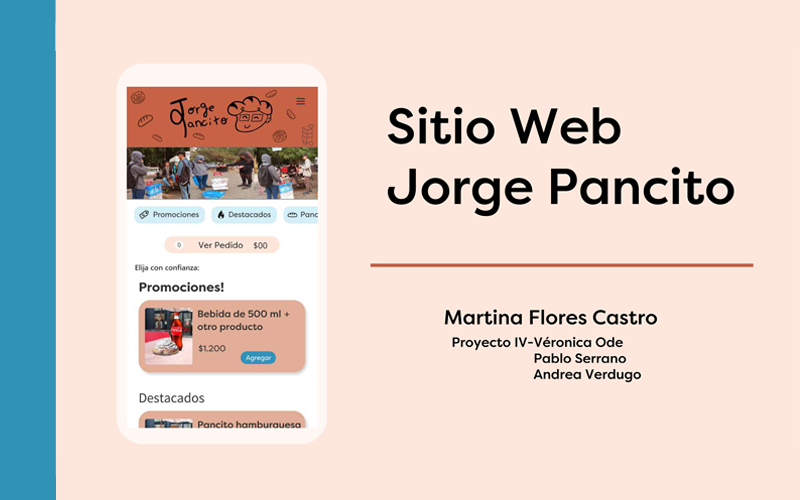 Jorge
Pancito
Promociones
Destacados
Panc
0 Ver Pedido $00
Elija con confianza:
Promociones!
Bebida de 500 ml +
otro producto
$1.200
Agregar
Destacados
Pancito hamburguesa
Sitio Web
Jorge Pancito
Martina Flores Castro
Proyecto IV-Véronica Ode
Pablo Serrano
Andrea Verdugo